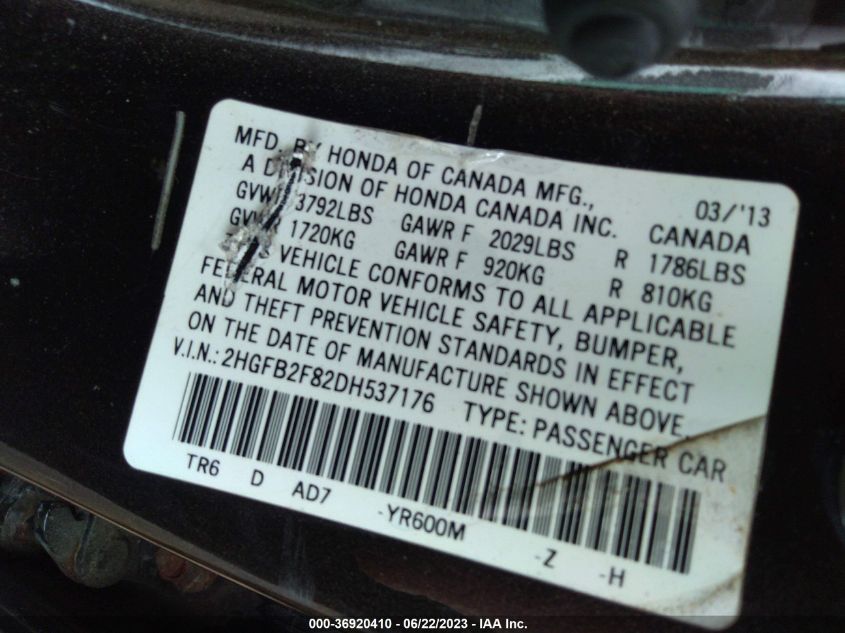 MFD. BY HONDA OF CANADA MFG., 03/'13
A DIVISION OF HONDA CANADA INC. CANADA
GVWR 3792LBS GAWR F 2029LBS R 1786LBS
GVWR 1720KG GAWR F 920KG R 810KG
VEHICLE CONFORMS TO ALL APPLICABLE
FEDERAL MOTOR VEHICLE SAFETY, BUMPER,
AND THEFT PREVENTION STANDARDS IN EFFECT
ON THE DATE OF MANUFACTURE SHOWN ABOVE.
V.I.N.: 2HGFB2F82DH537176 TYPE: PASSENGER CAR
TR6 D AD7 -YR600M -Z -H
000-36920410 - 06/22/2023 - IAA Inc.